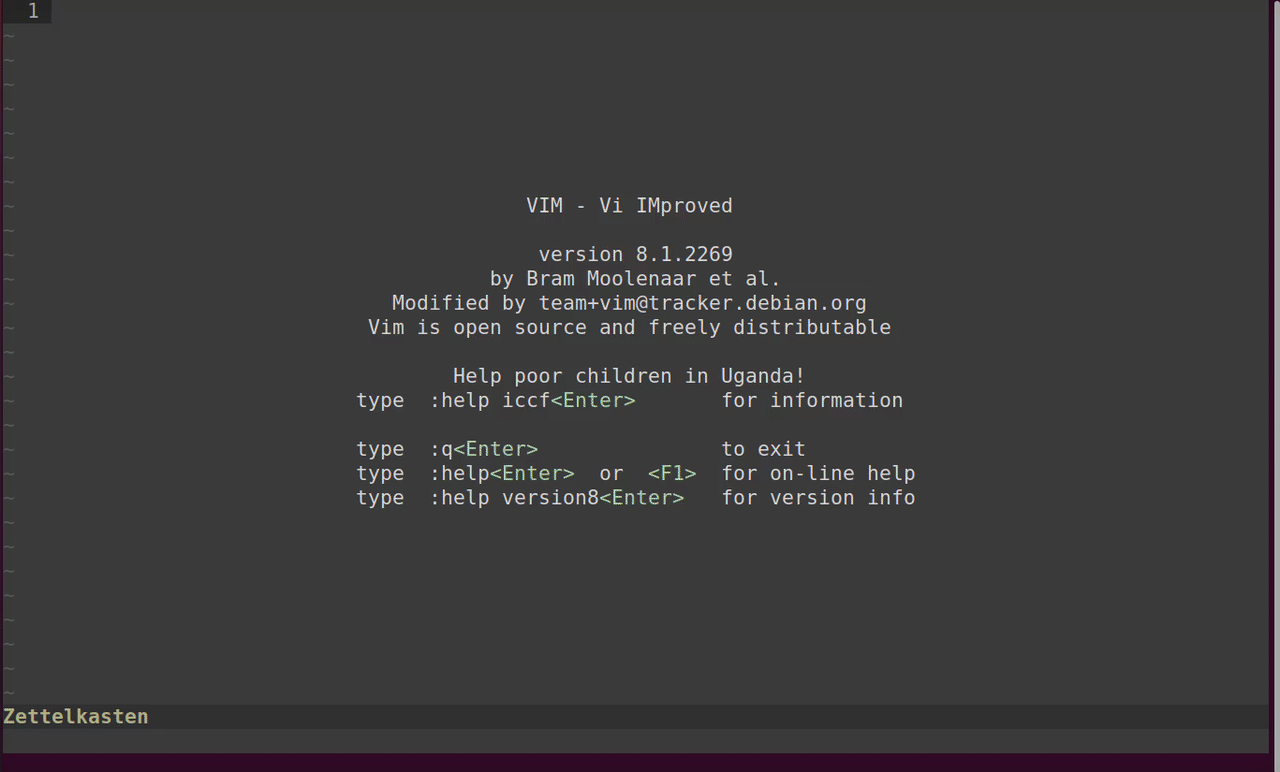 1
~
~
~
~
~
~
~
~ VIM - Vi IMproved
~
~ version 8.1.2269
~ by Bram Moolenaar et al.
~ Modified by team+vim@tracker.debian.org
~ Vim is open source and freely distributable
~
~ Help poor children in Uganda!
~ type :help iccf<Enter> for information
~
~ type :q<Enter> to exit
~ type :help<Enter> or <F1> for on-line help
~ type :help version8<Enter> for version info
~
~
~
~
~
~
~
~
Zettelkasten